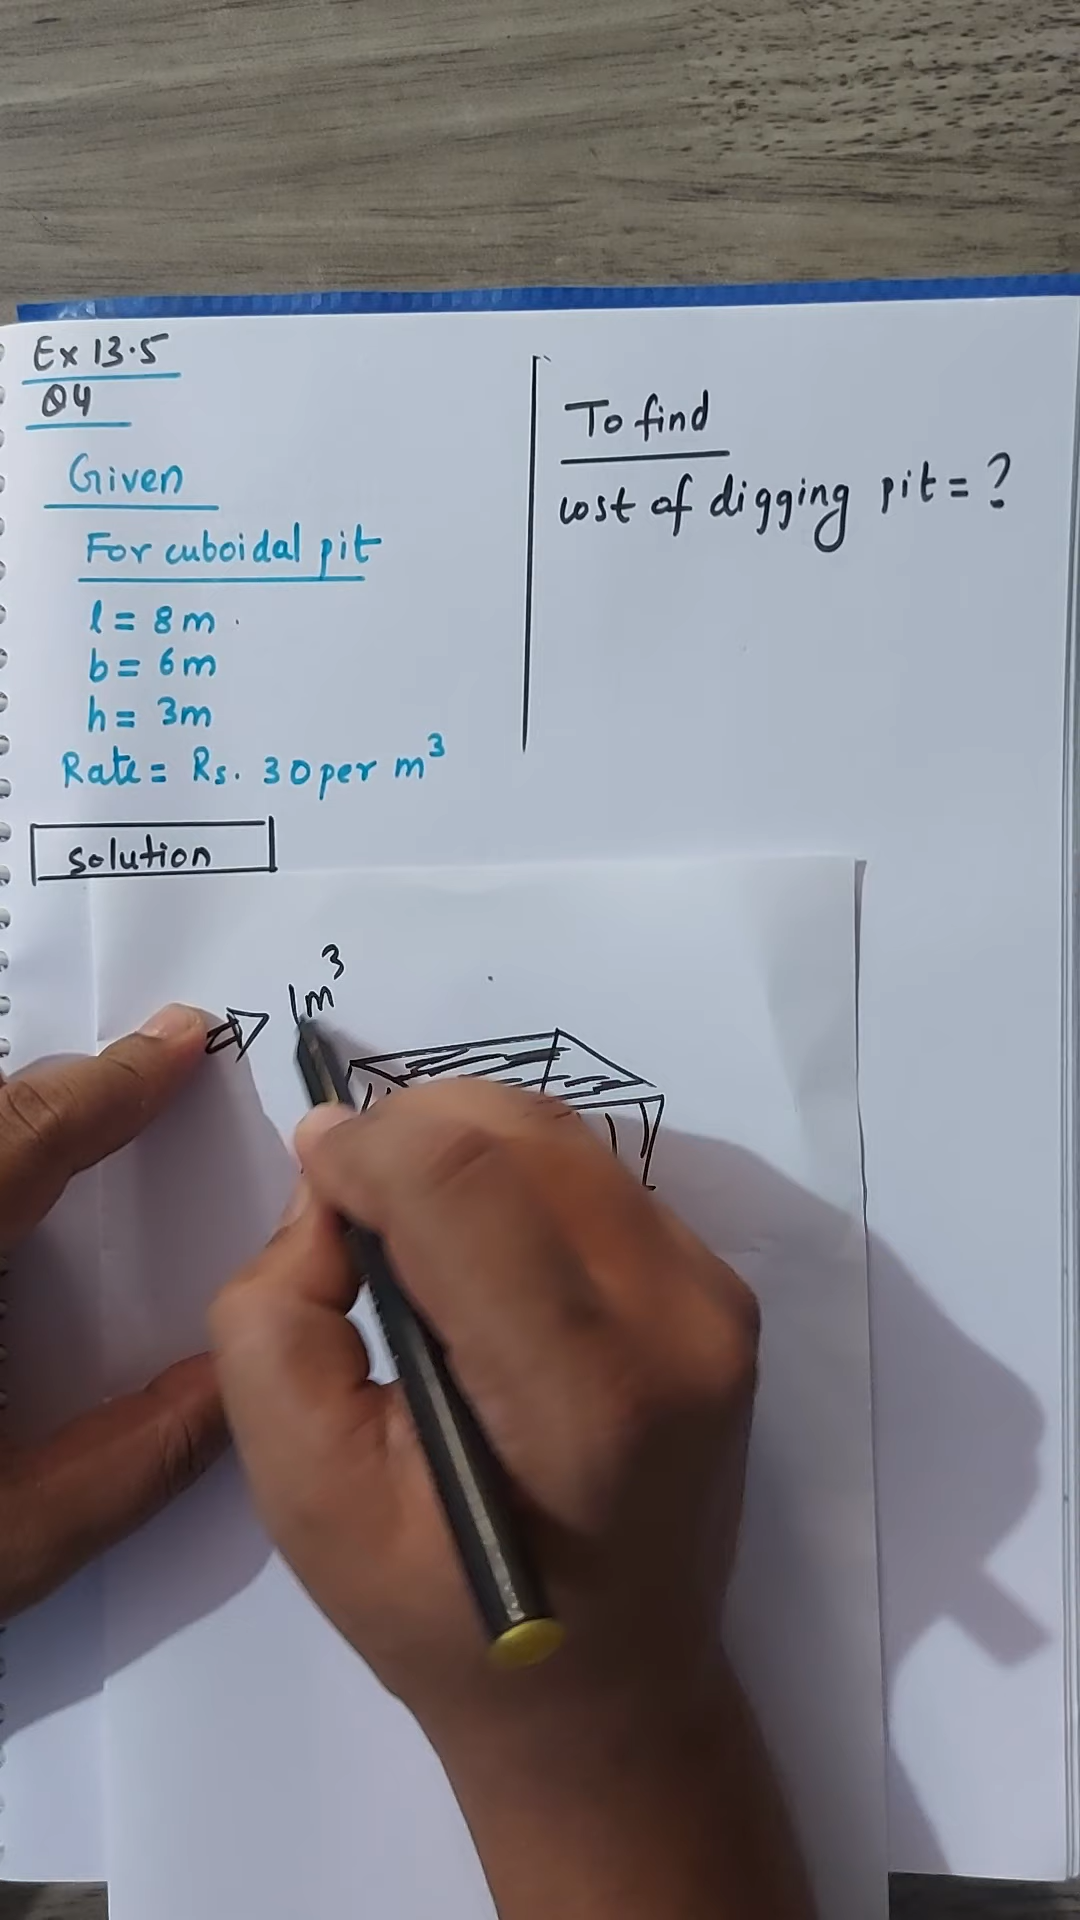 Ex 13.5
Q4
Given
For cuboidal pit
l = 8m
b = 6m
h = 3m
Rate = Rs. 30 per m³
To find
cost of digging pit = ?
Solution
1m³